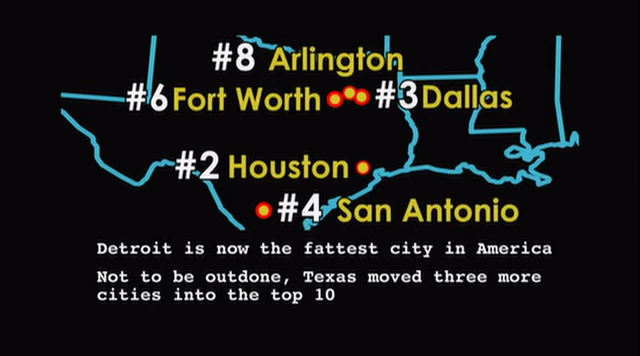 #8 Arlington
#6 Fort Worth #3 Dallas
#2 Houston
#4 San Antonio
Detroit is now the fattest city in America
Not to be outdone, Texas moved three more
cities into the top 10